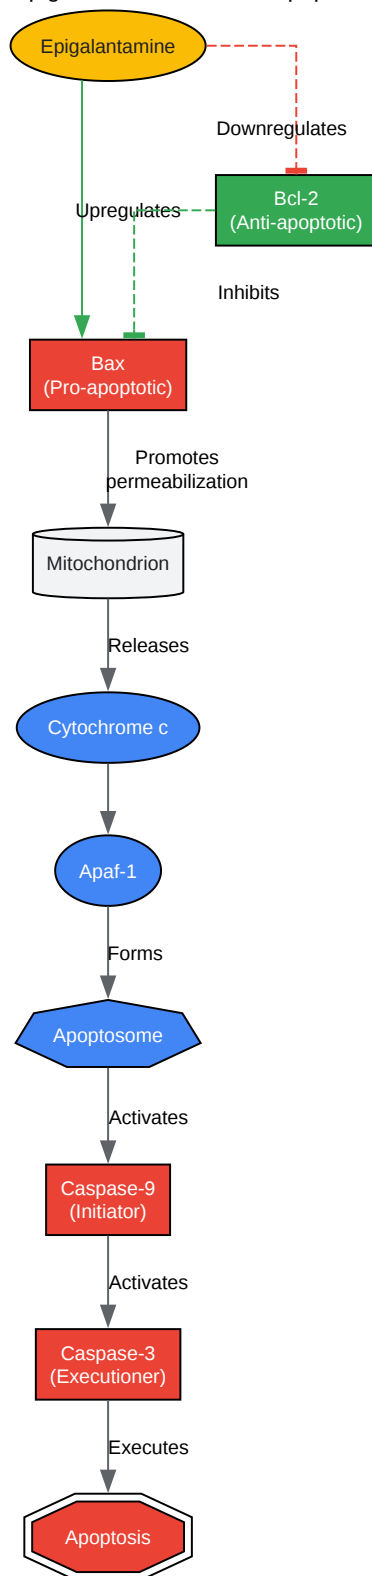 Epigalantamine
Downregulates
Bcl-2
(Anti-apoptotic)
Upregulates
Inhibits
Bax
(Pro-apoptotic)
Promotes
permeabilization
Mitochondrion
Releases
Cytochrome c
Apaf-1
Forms
Apoptosome
Activates
Caspase-9
(Initiator)
Activates
Caspase-3
(Executioner)
Executes
Apoptosis